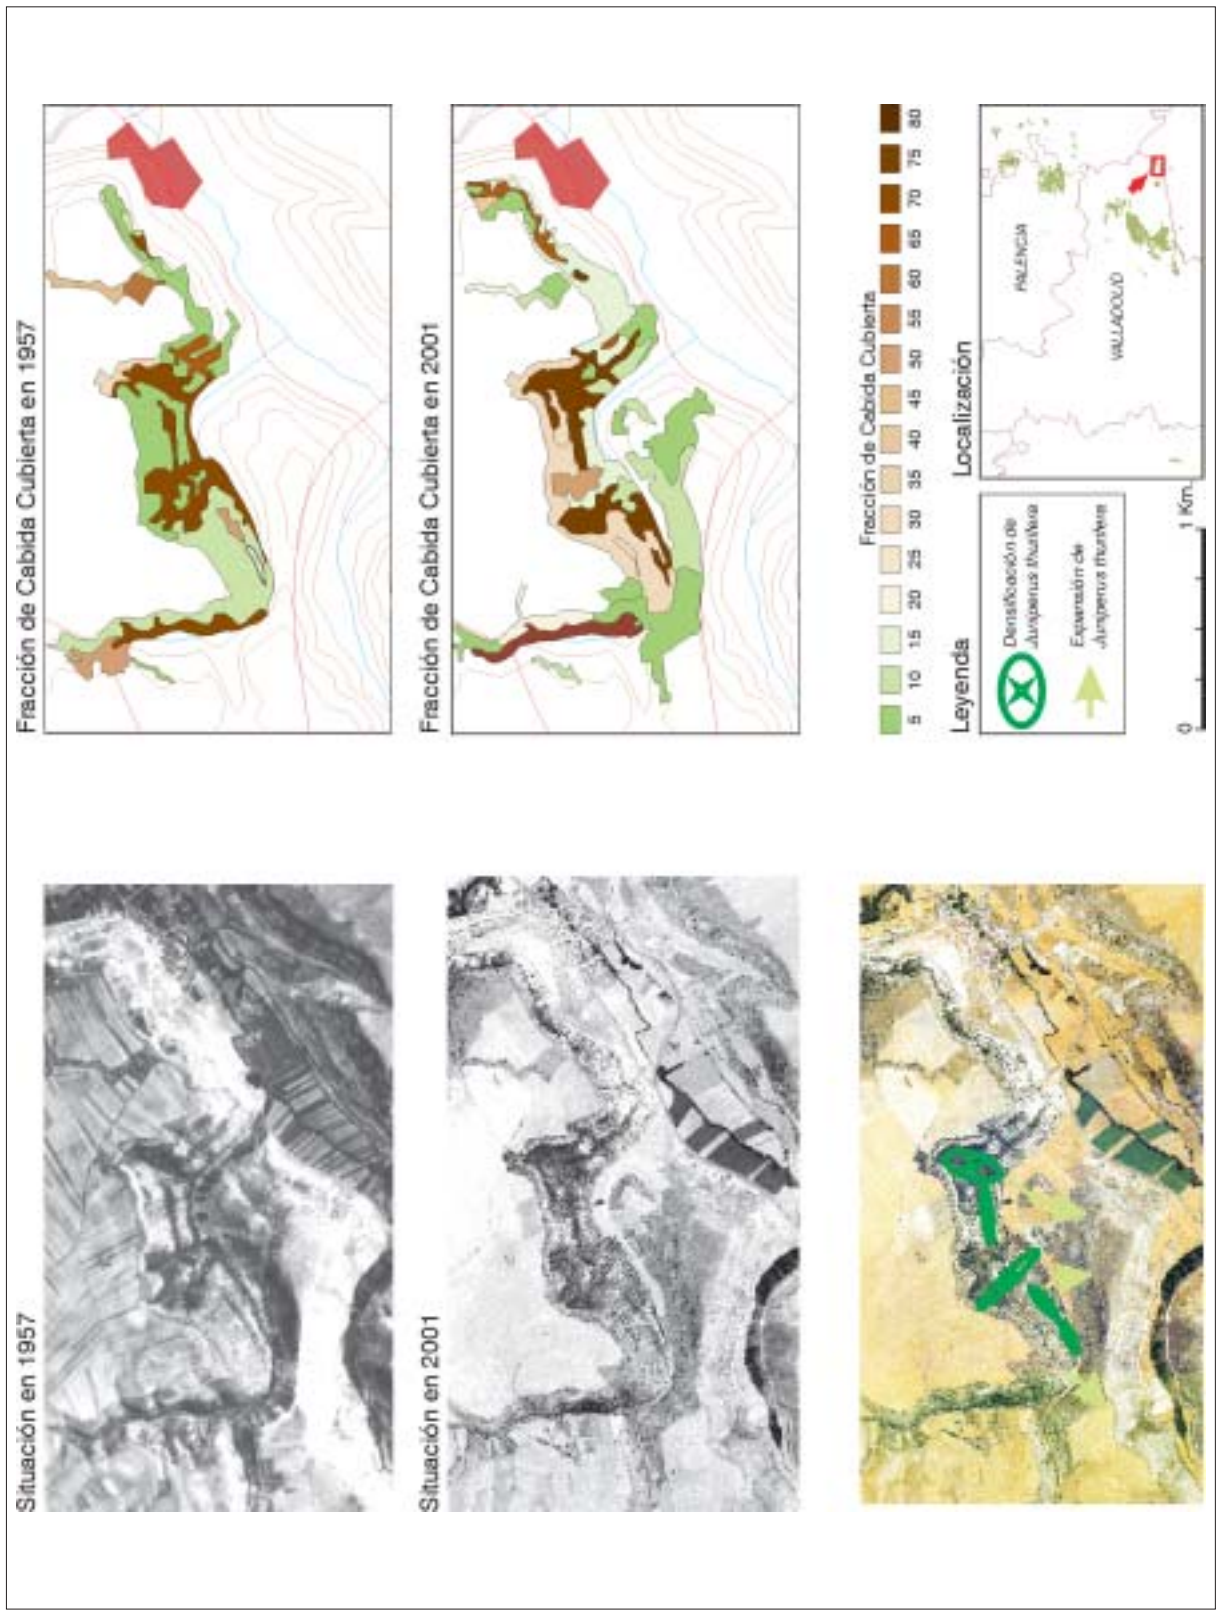 Situación en 1957
Fracción de Cabida Cubierta en 1957
Situación en 2001
Fracción de Cabida Cubierta en 2001
Fracción de Cabida Cubierta
5 10 15 20 25 30 35 40 45 50 55 60 65 70 75 80
Leyenda
Densificación de
Juniperus thurifera
Expansión de
Juniperus thurifera
Localización
PALENCIA
VALLADOLID
0 1 Km.